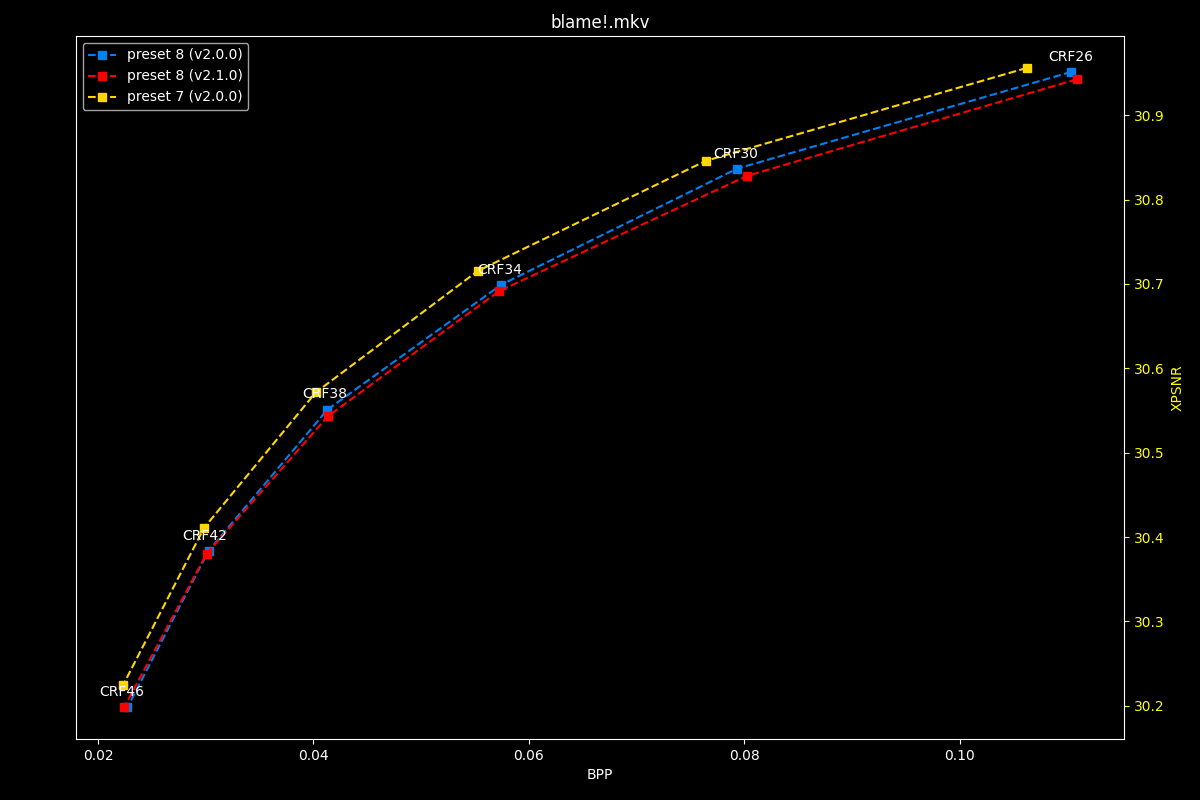 blame!.mkv
preset 8 (v2.0.0)
preset 8 (v2.1.0)
preset 7 (v2.0.0)
CRF26
CRF30
CRF34
CRF38
CRF42
CRF46
30.9
30.8
30.7
30.6
30.5
30.4
30.3
30.2
XPSNR
0.02 0.04 0.06 0.08 0.10
BPP